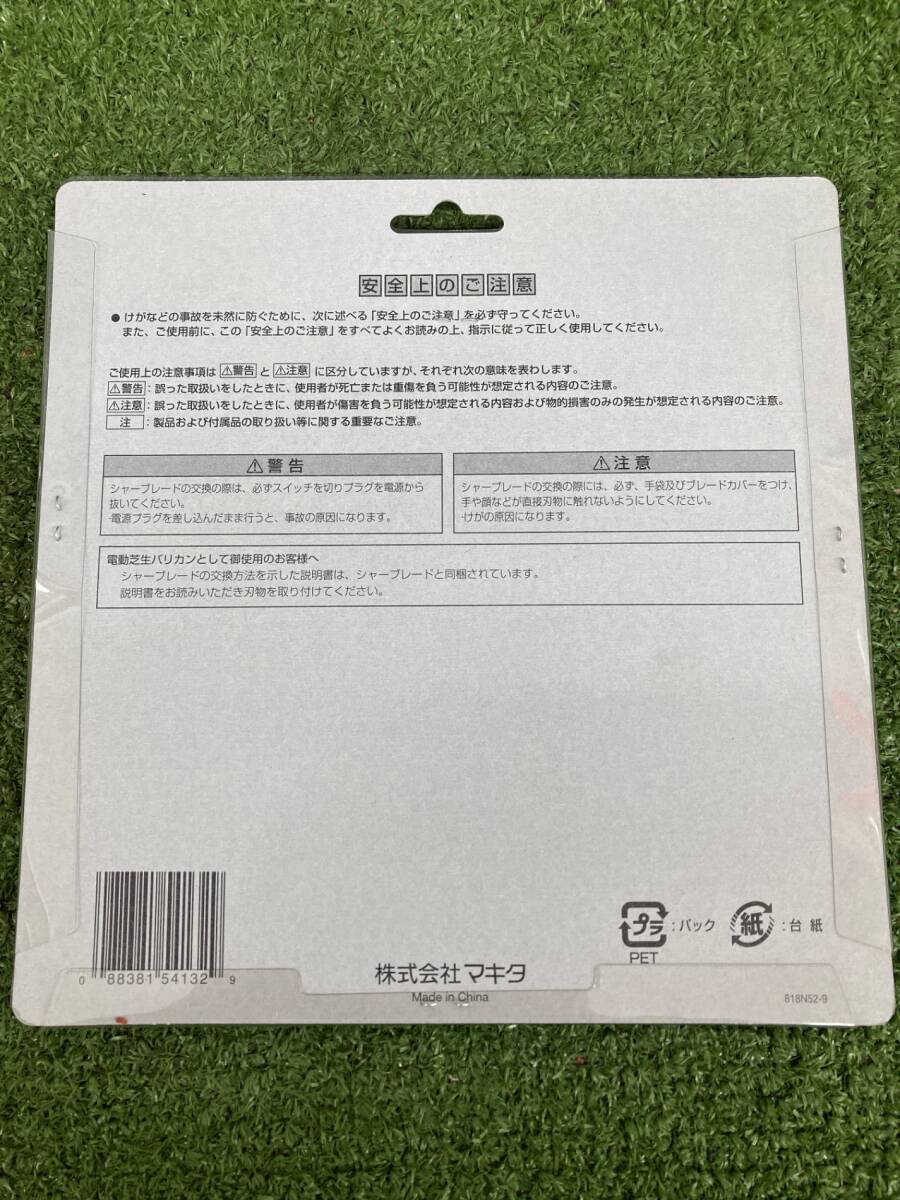 安全上のご注意
● けがなどの事故を未然に防ぐために、次に述べる「安全上のご注意」を必ず守ってください。
また、ご使用前に、この「安全上のご注意」をすべてよくお読みの上、指示に従って正しく使用してください。
ご使用上の注意事項は ⚠警告 と ⚠注意 に区分していますが、それぞれ次の意味を表わします。
⚠警告：誤った取扱いをしたときに、使用者が死亡または重傷を負う可能性が想定される内容のご注意。
⚠注意：誤った取扱いをしたときに、使用者が傷害を負う可能性が想定される内容および物的損害のみの発生が想定される内容のご注意。
注：製品および付属品の取り扱い等に関する重要なご注意。
⚠警告
シャーブレードの交換の際は、必ずスイッチを切りプラグを電源から
抜いてください。
・電源プラグを差し込んだまま行うと、事故の原因になります。
⚠注意
シャーブレードの交換の際には、必ず、手袋及びブレードカバーをつけ、
手や顔などが直接刃物に触れないようにしてください。
・けがの原因になります。
電動芝生バリカンとして御使用のお客様へ
シャーブレードの交換方法を示した説明書は、シャーブレードと同梱されています。
説明書をお読みいただき刃物を取り付けてください。
0 88381 54132 9
株式会社マキタ
Made in China
プラ：パック
PET
紙：台紙
818N52-9